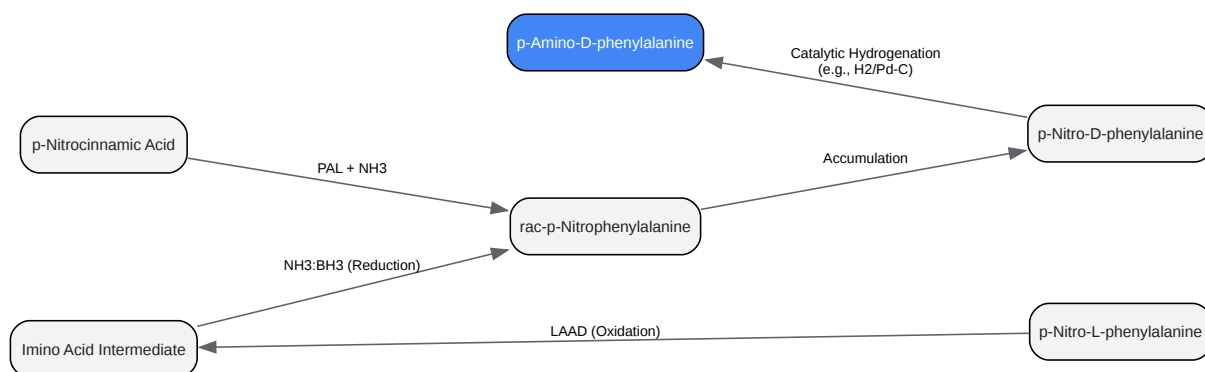 p-Amino-D-phenylalanine
Catalytic Hydrogenation
(e.g., H2/Pd-C)
p-Nitrocinnamic Acid
p-Nitro-D-phenylalanine
PAL + NH3
Accumulation
rac-p-Nitrophenylalanine
NH3:BH3 (Reduction)
Imino Acid Intermediate
LAAD (Oxidation)
p-Nitro-L-phenylalanine